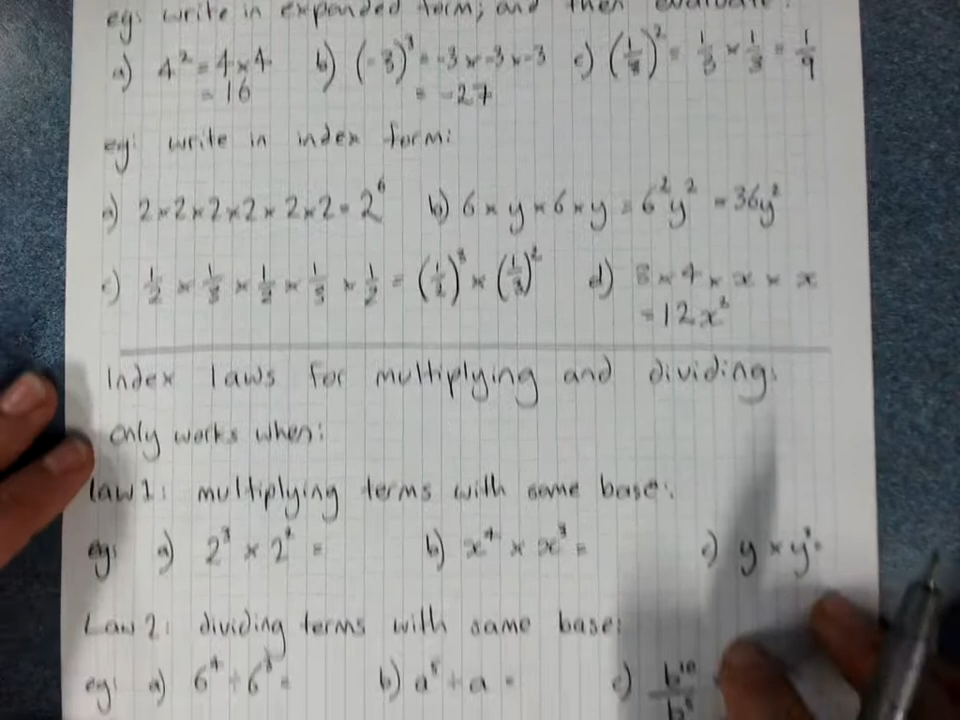 eg: write in expanded form, and then evaluate:
a) 4² = 4 × 4 b) (-3)³ = -3 × -3 × -3 c) (1/3)² = 1/3 × 1/3 = 1/9
= 16 = -27
eg: write in index form:
a) 2×2×2×2×2×2 = 2⁶ b) 6 × y × 6 × y = 6²y² = 36y²
c) 1/2 × 1/3 × 1/2 × 1/3 × 1/2 = (1/2)³ × (1/3)² d) 3 × 4 × x × x
= 12x²
Index laws for multiplying and dividing:
only works when:
Law 1: multiplying terms with same base:
eg: a) 2³ × 2² = b) x⁴ × x³ = c) y × y³
Law 2: dividing terms with same base:
eg: a) 6⁴ ÷ 6³ = b) a⁵ ÷ a = c) b¹⁰/b⁵